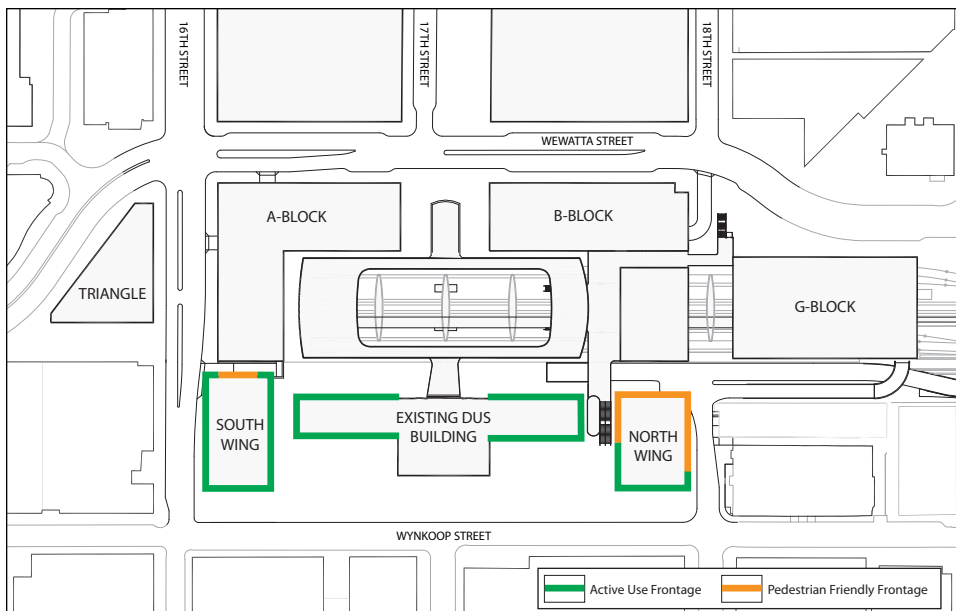 16TH STREET
17TH STREET
18TH STREET
WEWATTA STREET
A-BLOCK
B-BLOCK
TRIANGLE
G-BLOCK
SOUTH
WING
EXISTING DUS
BUILDING
NORTH
WING
WYNKOOP STREET
Active Use Frontage
Pedestrian Friendly Frontage